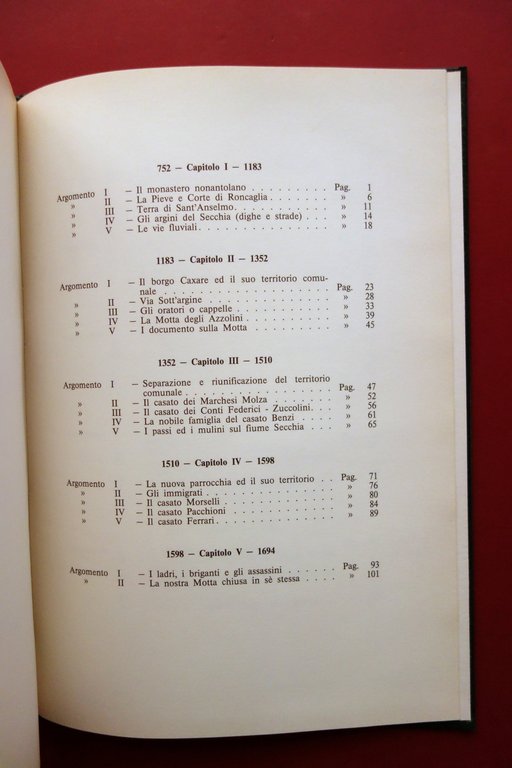 752 — Capitolo I — 1183
Argomento I — Il monastero nonantolano . . . . . . . . . Pag. 1
» II — La Pieve e Corte di Roncaglia . . . . . . . » 6
» III — Terra di Sant'Anselmo. . . . . . . . . . » 11
» IV — Gli argini del Secchia (dighe e strade) . . . » 14
» V — Le vie fluviali. . . . . . . . . . . . . » 18
1183 — Capitolo II — 1352
Argomento I — Il borgo Caxare ed il suo territorio comu-
nale . . . . . . . . . . . . . . . Pag. 23
» II — Via Sott'argine . . . . . . . . . . . . » 28
» III — Gli oratori o cappelle . . . . . . . . . . » 33
» IV — La Motta degli Azzolini . . . . . . . . . » 39
» V — I documento sulla Motta . . . . . . . . . » 45
1352 — Capitolo III — 1510
Argomento I — Separazione e riunificazione del territorio
comunale . . . . . . . . . . . . . . Pag. 47
» II — Il casato dei Marchesi Molza . . . . . . . » 52
» III — Il casato dei Conti Federici - Zuccolini. . . . » 56
» IV — La nobile famiglia del casato Benzi . . . . » 61
» V — I passi ed i mulini sul fiume Secchia . . . . » 65
1510 — Capitolo IV — 1598
Argomento I — La nuova parrocchia ed il suo territorio . . Pag. 71
» II — Gli immigrati . . . . . . . . . . . . . » 76
» III — Il casato Morselli . . . . . . . . . . . . » 80
» IV — Il casato Pacchioni . . . . . . . . . . . » 84
» V — Il casato Ferrari. . . . . . . . . . . . . » 89
1598 — Capitolo V — 1694
Argomento I — I ladri, i briganti e gli assassini . . . . . . Pag. 93
» II — La nostra Motta chiusa in sè stessa . . . . » 101